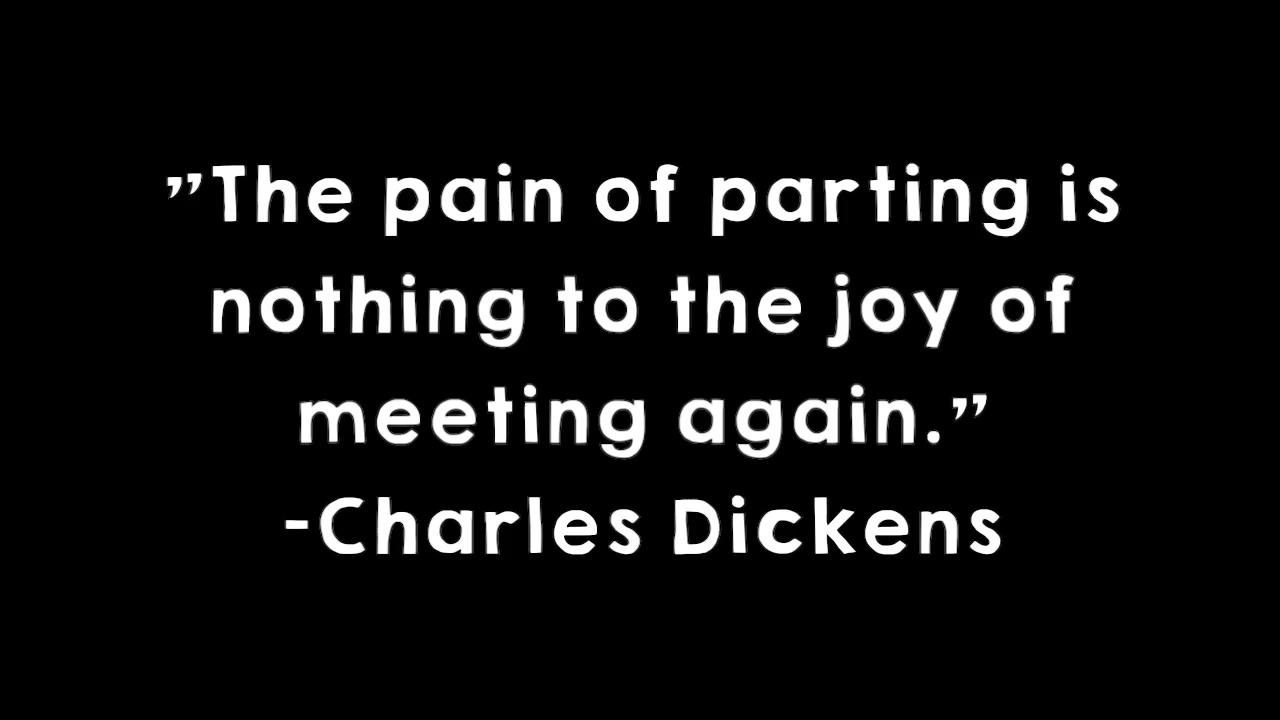 ”The pain of parting is
nothing to the joy of
meeting again.”
-Charles Dickens